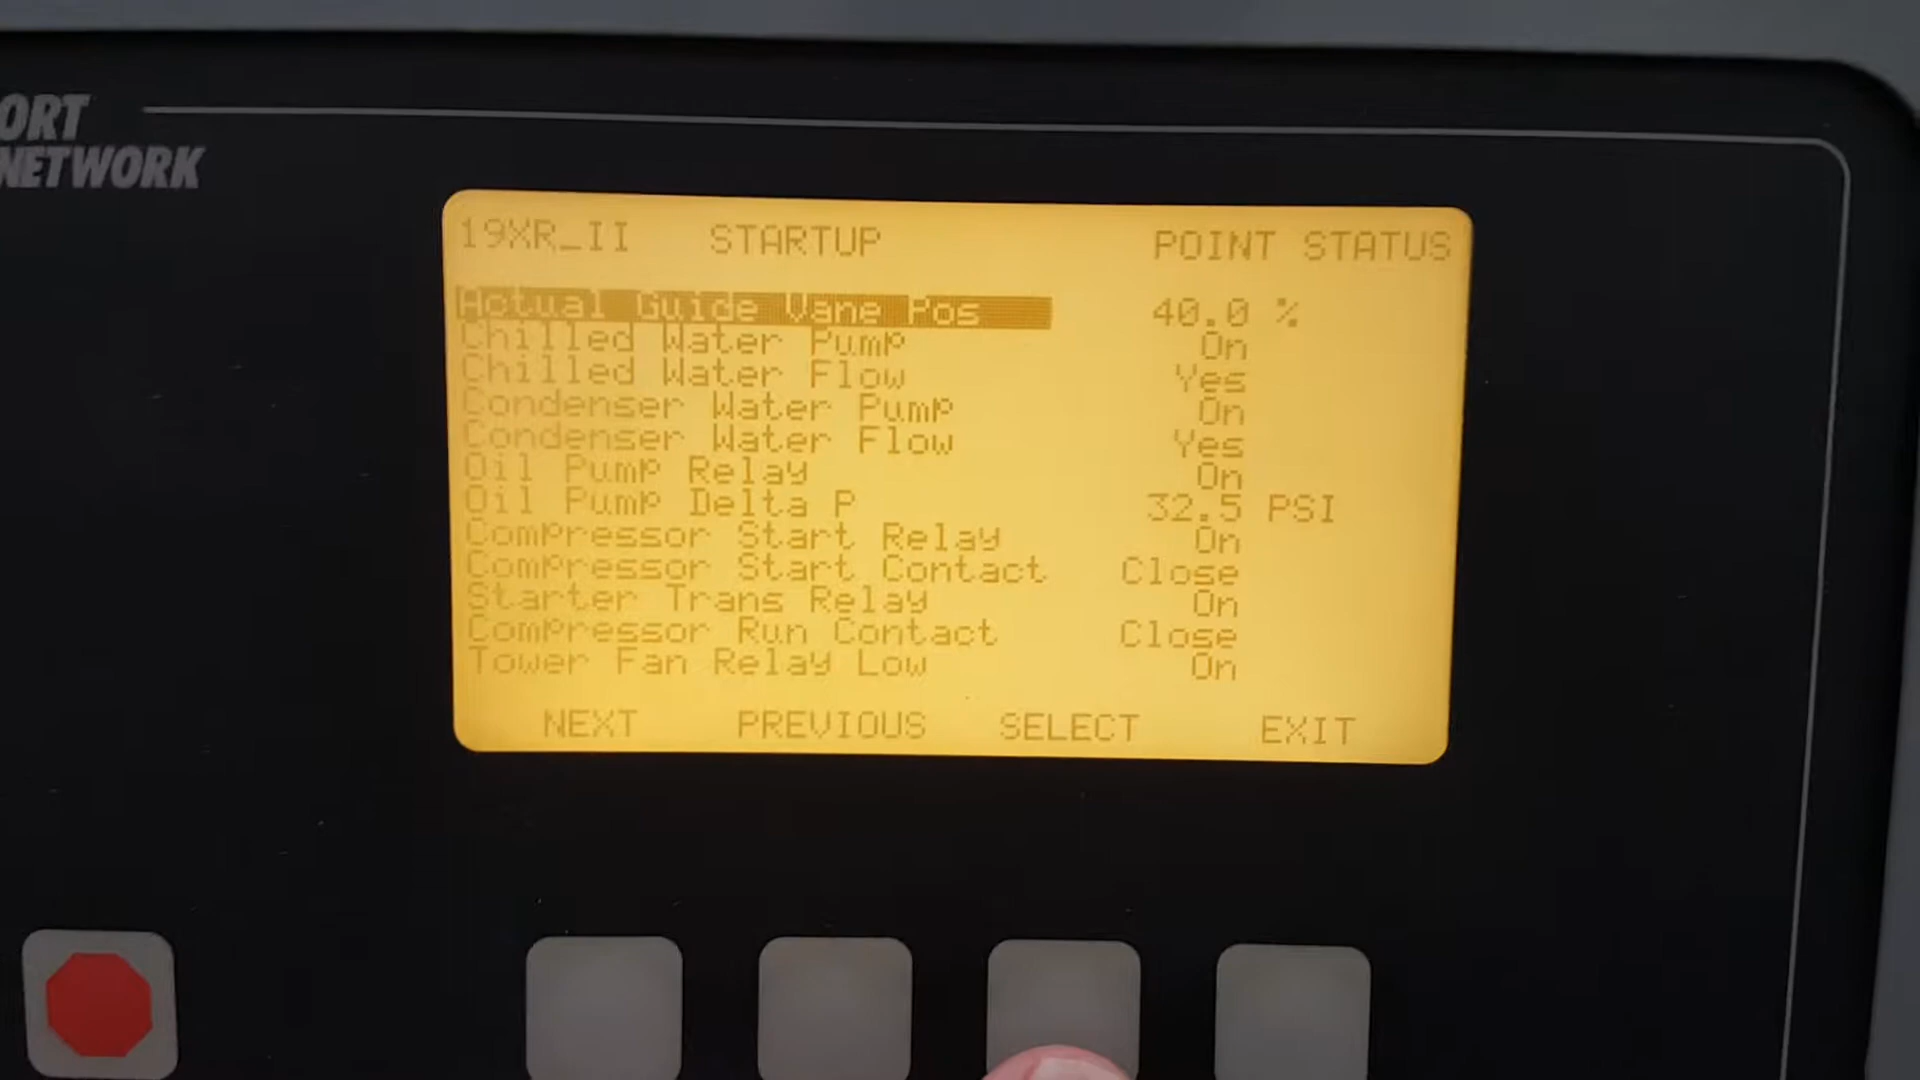 ORT
NETWORK
19XR_II STARTUP POINT STATUS
Actual Guide Vane Pos 40.0 %
Chilled Water Pump On
Chilled Water Flow Yes
Condenser Water Pump On
Condenser Water Flow Yes
Oil Pump Relay On
Oil Pump Delta P 32.5 PSI
Compressor Start Relay On
Compressor Start Contact Close
Starter Trans Relay On
Compressor Run Contact Close
Tower Fan Relay Low On
NEXT PREVIOUS SELECT EXIT